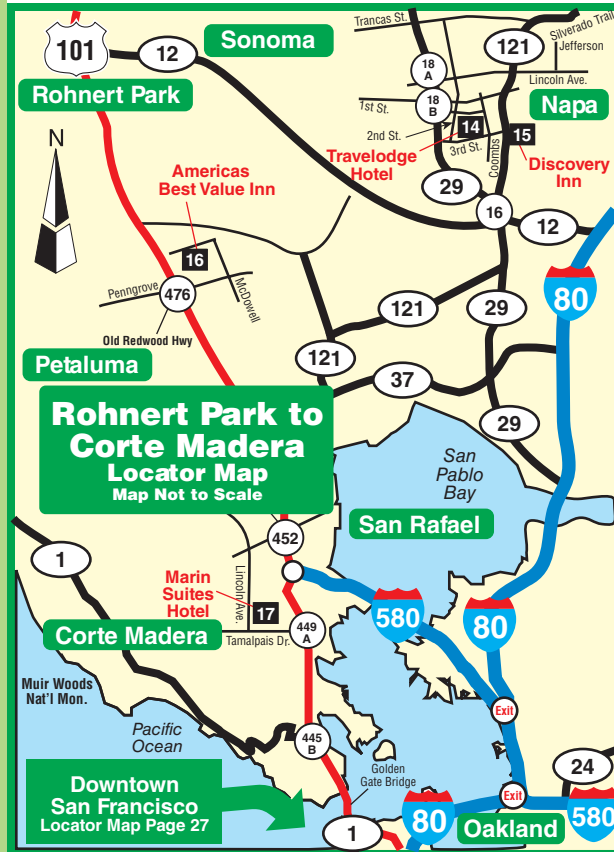 Trancas St.
Silverado Trail
Jefferson
101
12
Sonoma
121
18
A
Lincoln Ave.
Rohnert Park
1st St.
18
B
Napa
2nd St.
14
15
3rd St.
Coombs
Travelodge
Hotel
Discovery
Inn
N
Americas
Best Value Inn
29
16
12
16
80
Penngrove
476
McDowell
121
29
Old Redwood Hwy
121
37
Petaluma
29
Rohnert Park to
Corte Madera
Locator Map
Map Not to Scale
San
Pablo
Bay
452
San Rafael
1
Lincoln Ave.
Marin
Suites
Hotel
17
580
80
449
A
Corte Madera
Tamalpais Dr.
Muir Woods
Nat'l Mon.
Exit
Pacific
Ocean
445
B
Golden
Gate Bridge
24
Downtown
San Francisco
Locator Map Page 27
Exit
1
80
Oakland
580